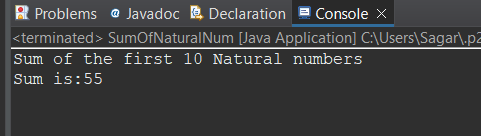 Problems @ Javadoc Declaration Console ×
<terminated> SumOfNaturalNum [Java Application] C:\Users\Sagar\.p2
Sum of the first 10 Natural numbers
Sum is:55